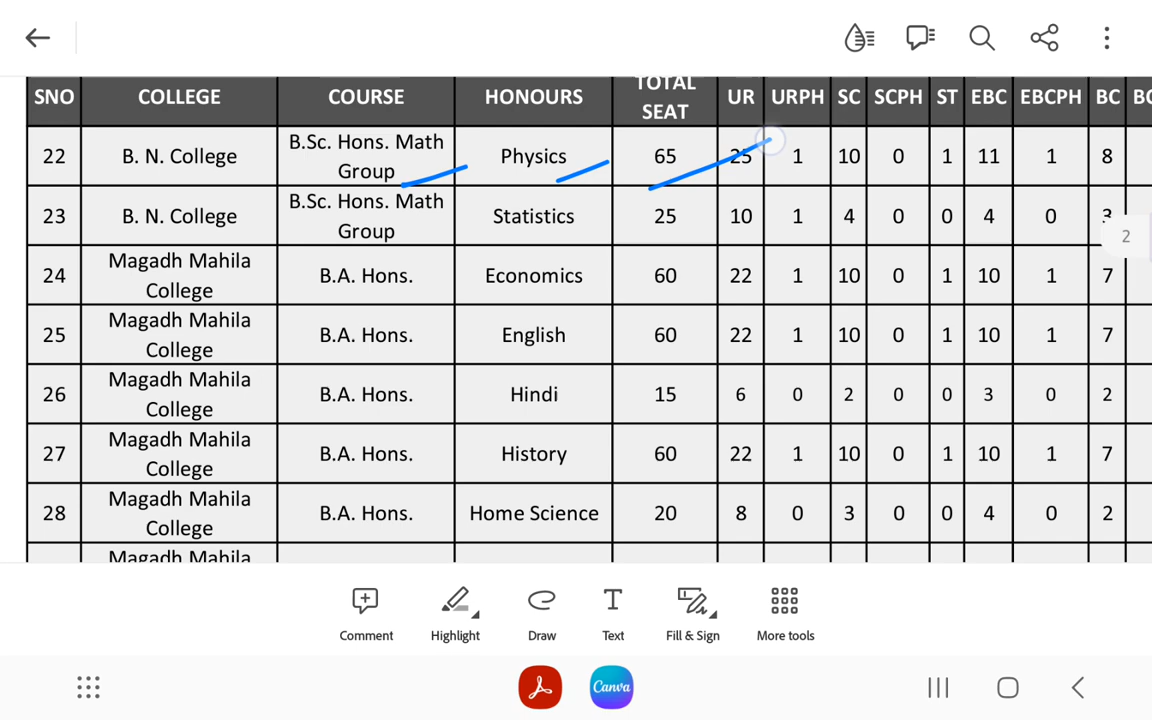 SNO COLLEGE COURSE HONOURS TOTAL SEAT UR URPH SC SCPH ST EBC EBCPH BC
22 B. N. College B.Sc. Hons. Math Group Physics 65 25 1 10 0 1 11 1 8
23 B. N. College B.Sc. Hons. Math Group Statistics 25 10 1 4 0 0 4 0 3
2
24 Magadh Mahila College B.A. Hons. Economics 60 22 1 10 0 1 10 1 7
25 Magadh Mahila College B.A. Hons. English 60 22 1 10 0 1 10 1 7
26 Magadh Mahila College B.A. Hons. Hindi 15 6 0 2 0 0 3 0 2
27 Magadh Mahila College B.A. Hons. History 60 22 1 10 0 1 10 1 7
28 Magadh Mahila College B.A. Hons. Home Science 20 8 0 3 0 0 4 0 2
Magadh Mahila
Comment Highlight Draw Text Fill & Sign More tools
Canva